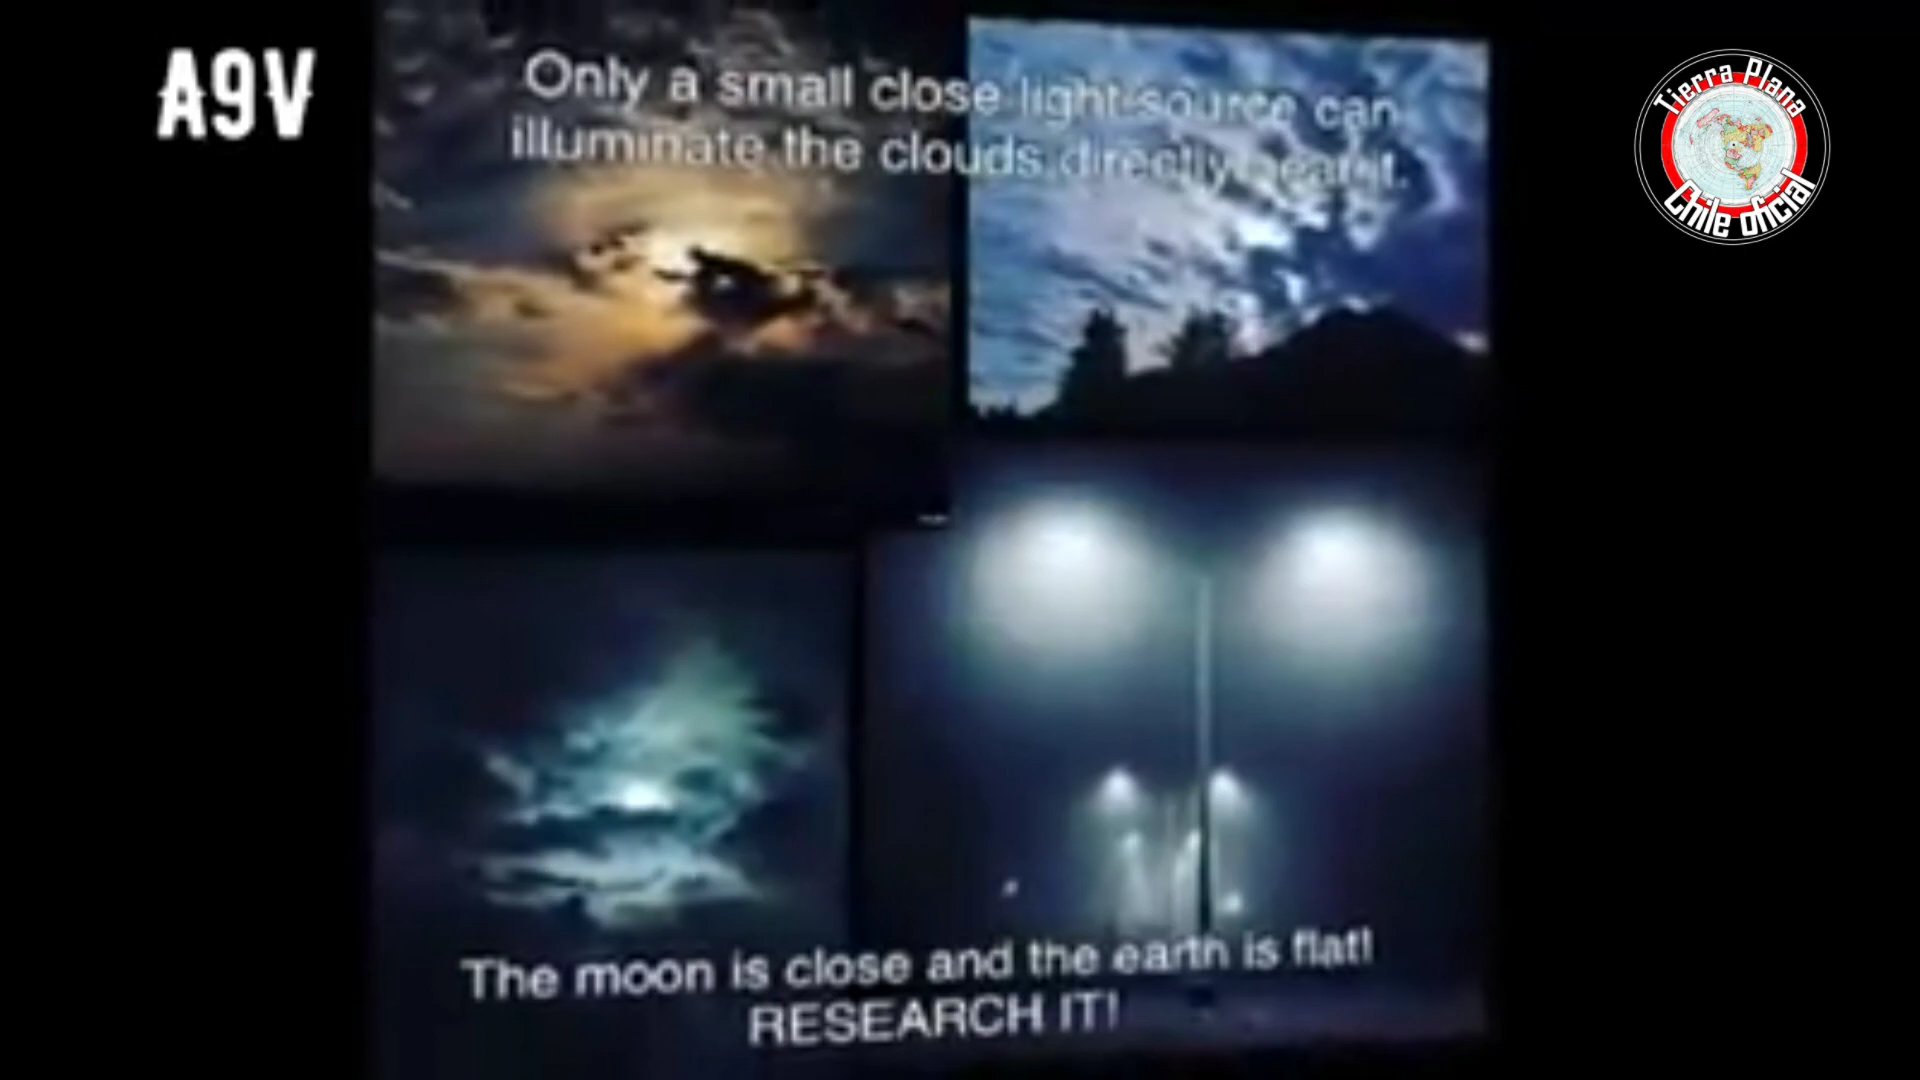 A9V
Only a small close light source can
illuminate the clouds directly near it.
Tierra Plana
Chile oficial
The moon is close and the earth is flat!
RESEARCH IT!